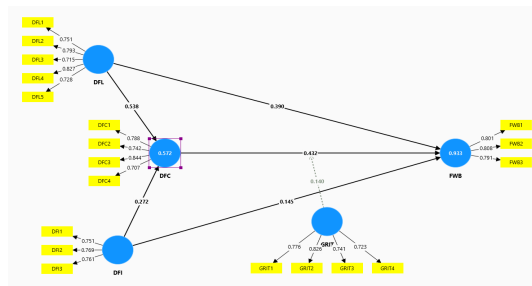 DFL1
DFL2
DFL3
DFL4
DFL5
0.751
0.793
0.715
0.827
0.728
DFL
0.538
0.390
DFC1
DFC2
DFC3
DFC4
0.788
0.742
0.844
0.707
0.572
DFC
0.432
0.801
0.808
0.791
0.933
FWB
FWB1
FWB2
FWB3
0.272
0.145
0.140
DFI1
DFI2
DFI3
0.751
0.769
0.761
DFI
GRIT
0.776
0.826
0.741
0.723
GRIT1
GRIT2
GRIT3
GRIT4